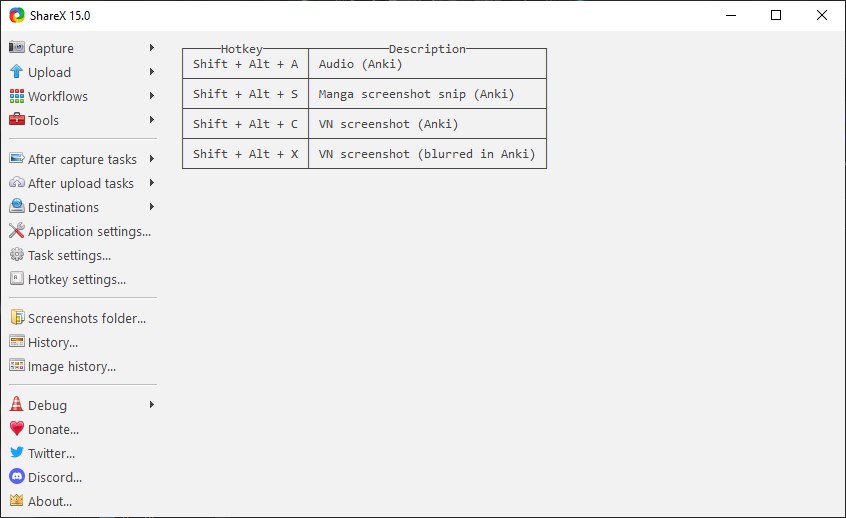 ShareX 15.0
Capture
Upload
Workflows
Tools
After capture tasks
After upload tasks
Destinations
Application settings...
Task settings...
Hotkey settings...
Screenshots folder...
History...
Image history...
Debug
Donate...
Twitter...
Discord...
About...
Hotkey Description
Shift + Alt + A Audio (Anki)
Shift + Alt + S Manga screenshot snip (Anki)
Shift + Alt + C VN screenshot (Anki)
Shift + Alt + X VN screenshot (blurred in Anki)